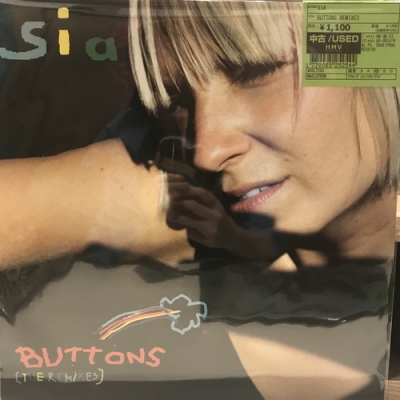 sia
SIA
BUTTONS REMIXES
¥1,100
中古/USED
HMV
BUTTONS
[THE REMIXES]